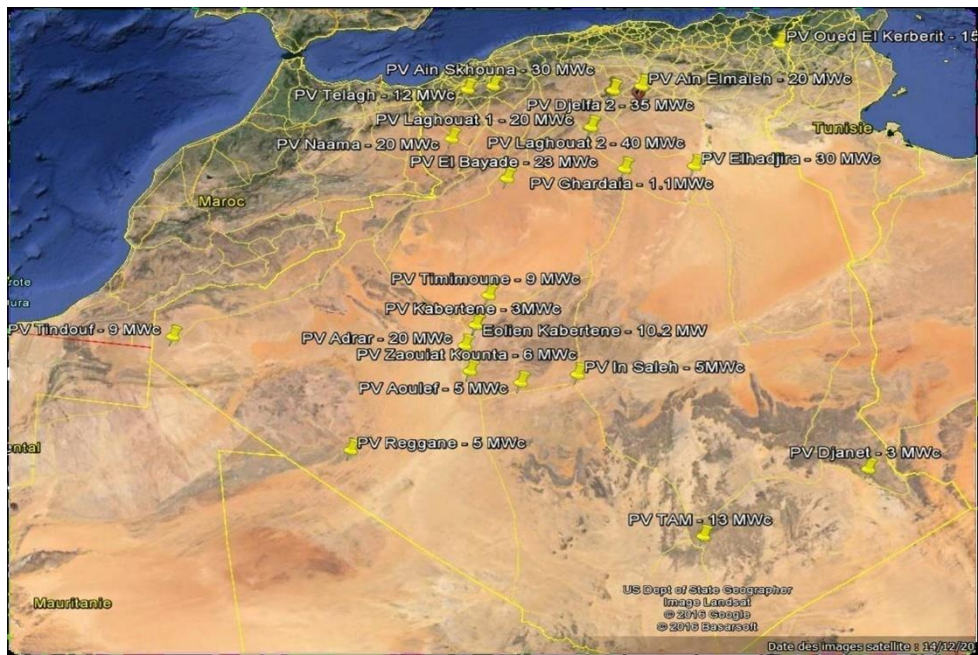 PV Oued El Kerberit - 15
PV Ain Skhouna - 30 MWc
PV Ain Elmaleh - 20 MWc
PV Telagh - 12 MWc
PV Djelfa 2 - 35 MWc
PV Laghouat 1 - 20 MWc
Tunisie
PV Naama - 20 MWc
PV Laghouat 2 - 40 MWc
PV El Bayade - 23 MWc
PV Elhadjira - 30 MWc
PV Ghardaia - 1.1MWc
Maroc
PV Timimoune - 9 MWc
rote
ura
PV Kabertene - 3MWc
PV Tindouf - 9 MWc
Eolien Kabertene - 10.2 MW
PV Adrar - 20 MWc
PV Zaouiat Kounta - 6 MWc
PV In Saleh - 5MWc
PV Aoulef - 5 MWc
ental
PV Reggane - 5 MWc
PV Djanet - 3 MWc
PV TAM - 13 MWc
US Dept of State Geographer
Image Landsat
© 2016 Google
© 2016 Basarsoft
Mauritanie
Date des images satellite : 14/12/20